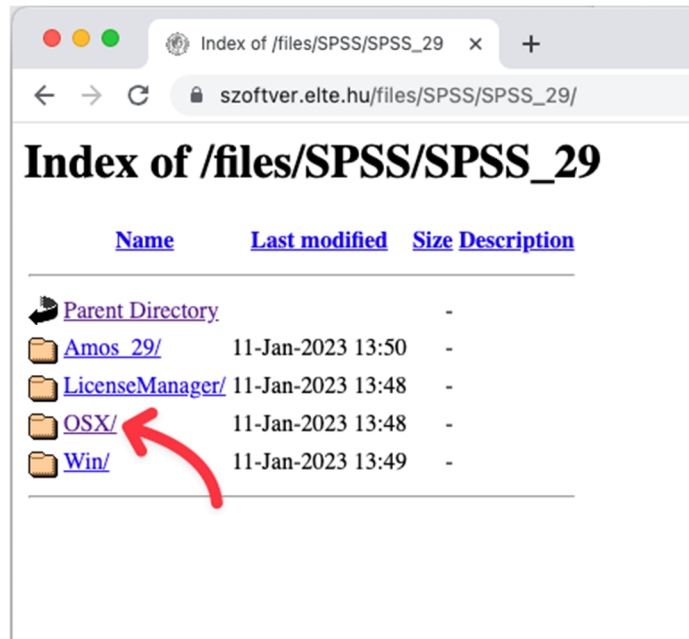 Index of /files/SPSS/SPSS_29
szoftver.elte.hu/files/SPSS/SPSS_29/
Index of /files/SPSS/SPSS_29
Name Last modified Size Description
Parent Directory -
Amos_29/ 11-Jan-2023 13:50 -
LicenseManager/ 11-Jan-2023 13:48 -
OSX/ 11-Jan-2023 13:48 -
Win/ 11-Jan-2023 13:49 -